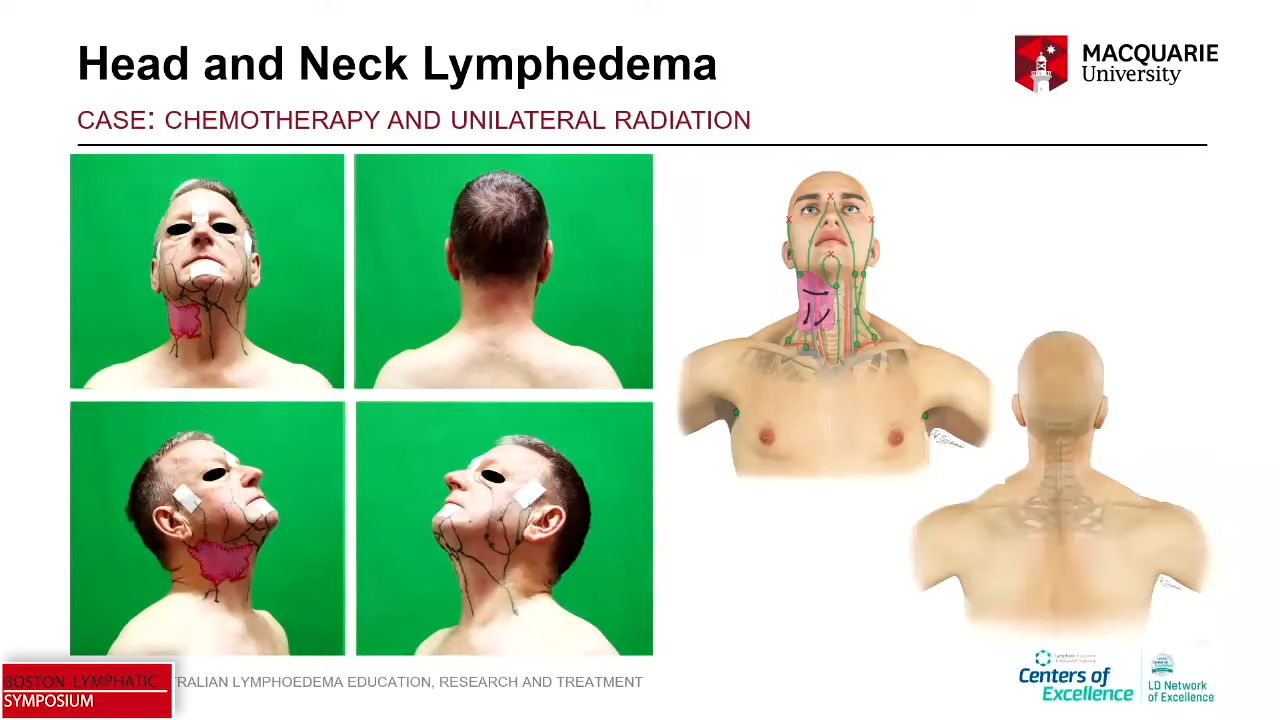 Head and Neck Lymphedema
MACQUARIE
University
CASE: CHEMOTHERAPY AND UNILATERAL RADIATION
X
X
X
X
BOSTON LYMPHATIC
SYMPOSIUM
TRALIAN LYMPHOEDEMA EDUCATION, RESEARCH AND TREATMENT
Centers of
Excellence
LD Network
of Excellence